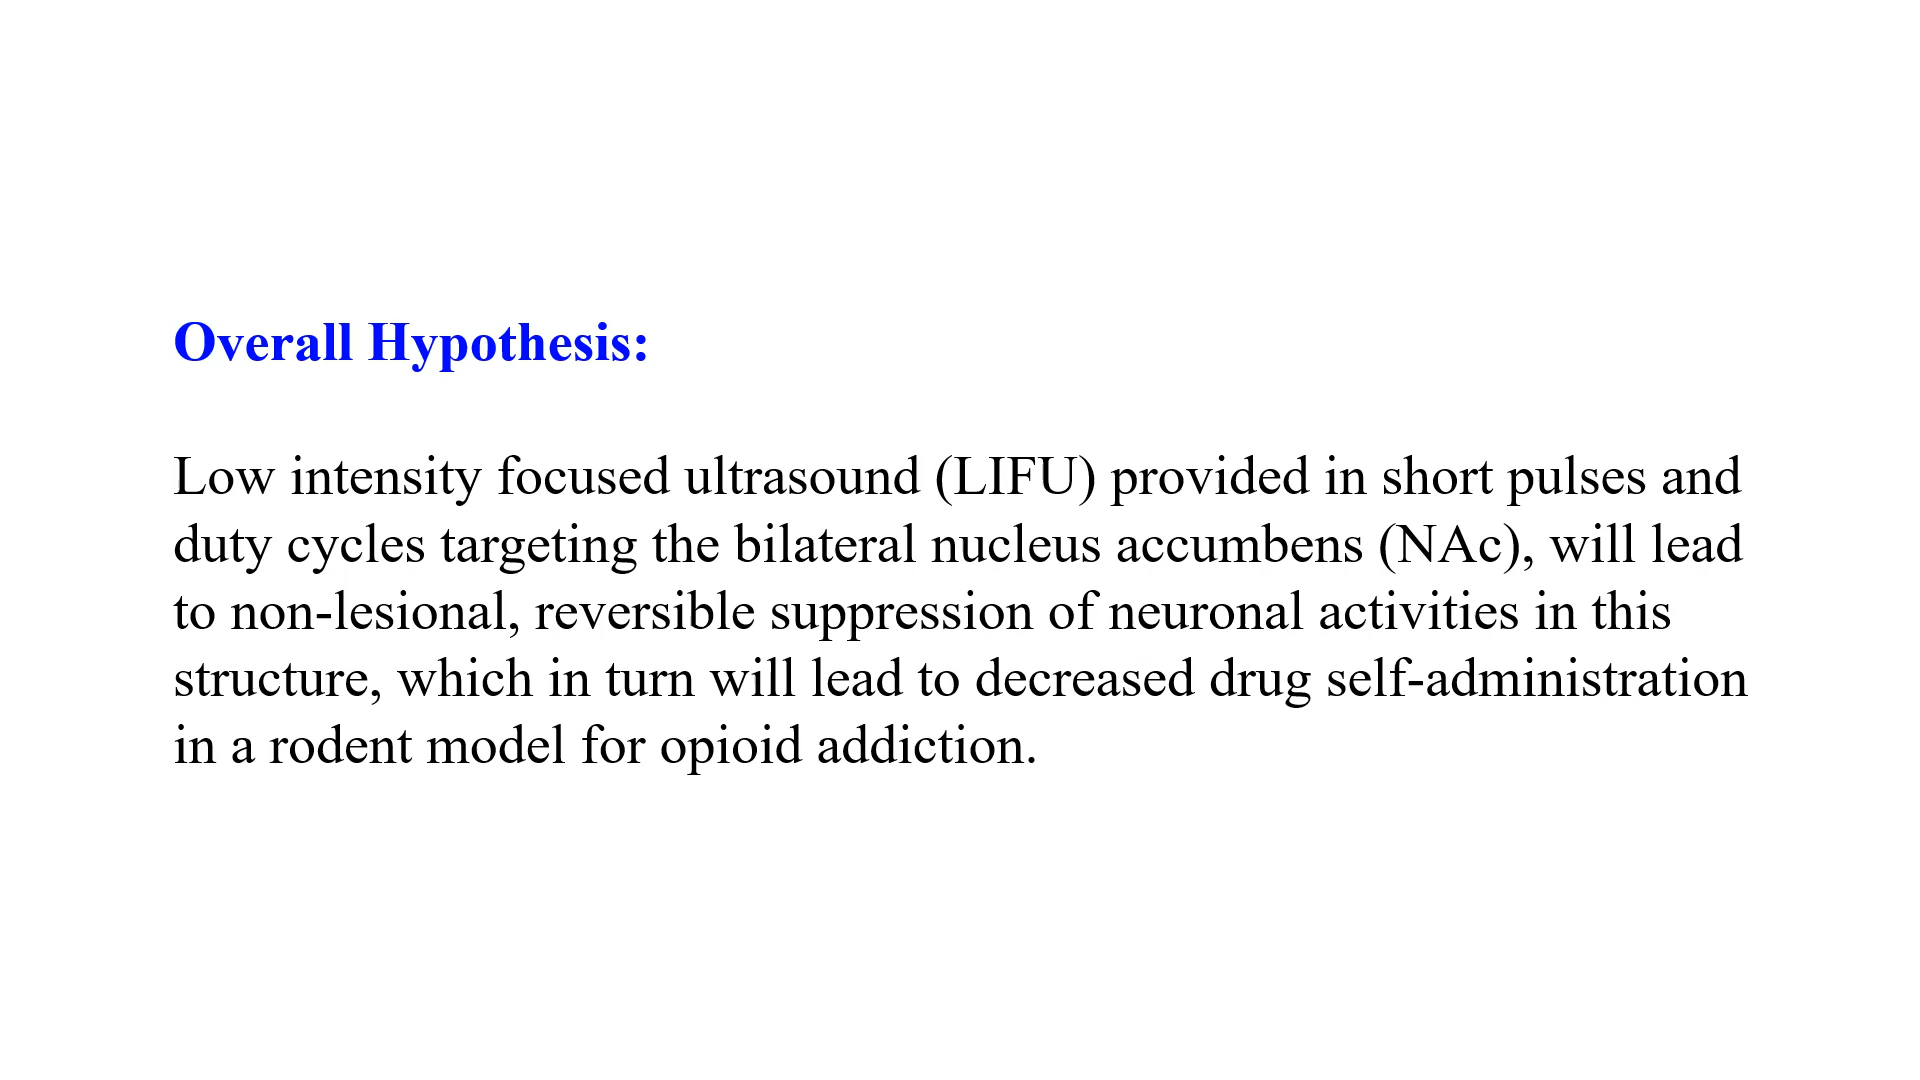 Overall Hypothesis:
Low intensity focused ultrasound (LIFU) provided in short pulses and
duty cycles targeting the bilateral nucleus accumbens (NAc), will lead
to non-lesional, reversible suppression of neuronal activities in this
structure, which in turn will lead to decreased drug self-administration
in a rodent model for opioid addiction.